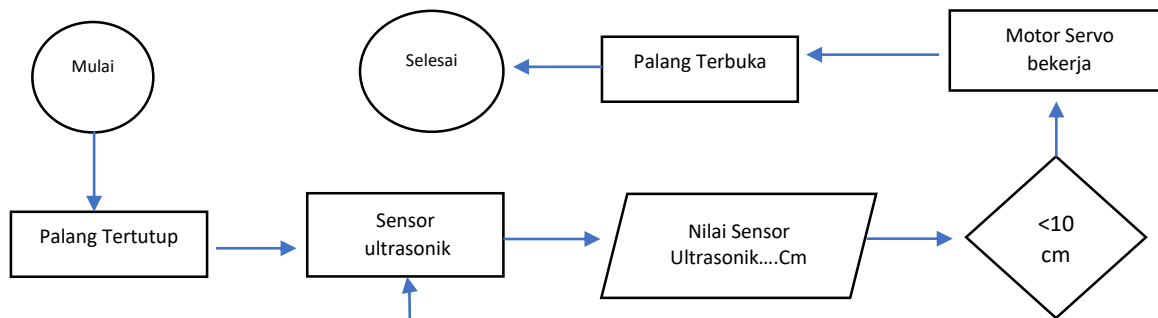 Mulai
Selesai
Palang Terbuka
Motor Servo
bekerja
Palang Tertutup
Sensor
ultrasonik
Nilai Sensor
Ultrasonik….Cm
<10
cm